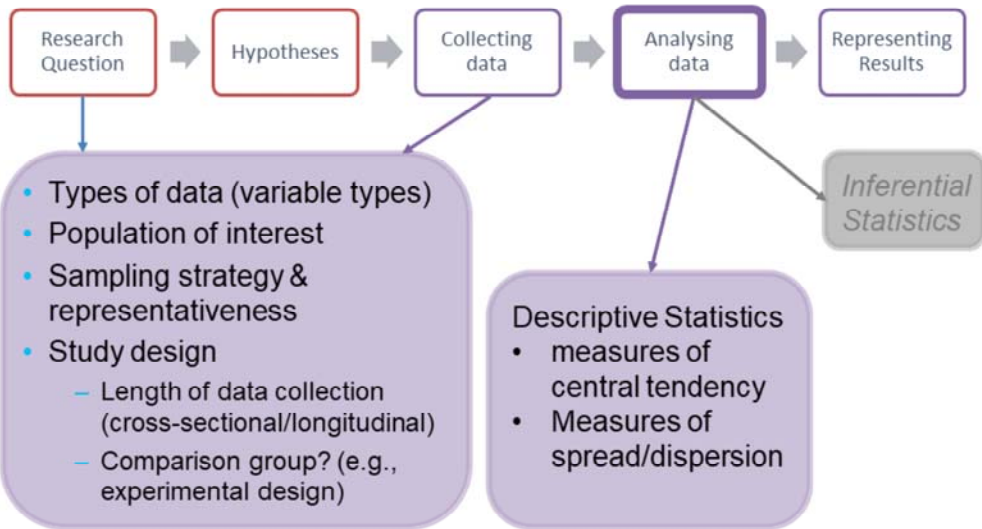 Research
Question
Hypotheses
Collecting
data
Analysing
data
Representing
Results
• Types of data (variable types)
• Population of interest
• Sampling strategy &
representativeness
• Study design
– Length of data collection
(cross-sectional/longitudinal)
– Comparison group? (e.g.,
experimental design)
Descriptive Statistics
• measures of
central tendency
• Measures of
spread/dispersion
Inferential
Statistics